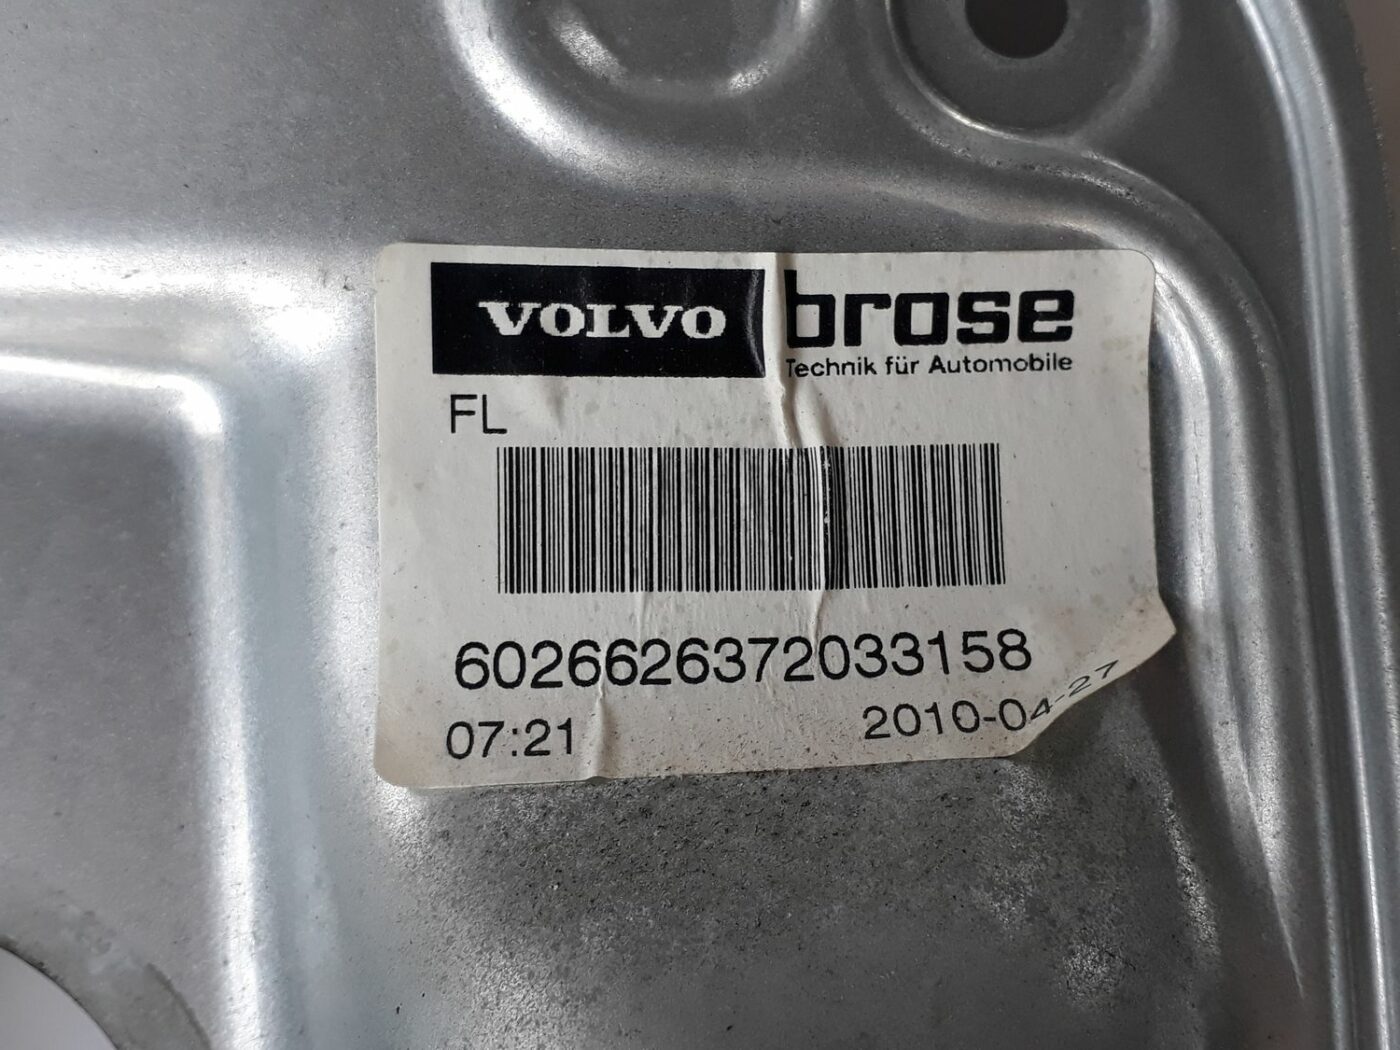 VOLVO brose
Technik für Automobile
FL
6026626372033158
07:21 2010-04-27